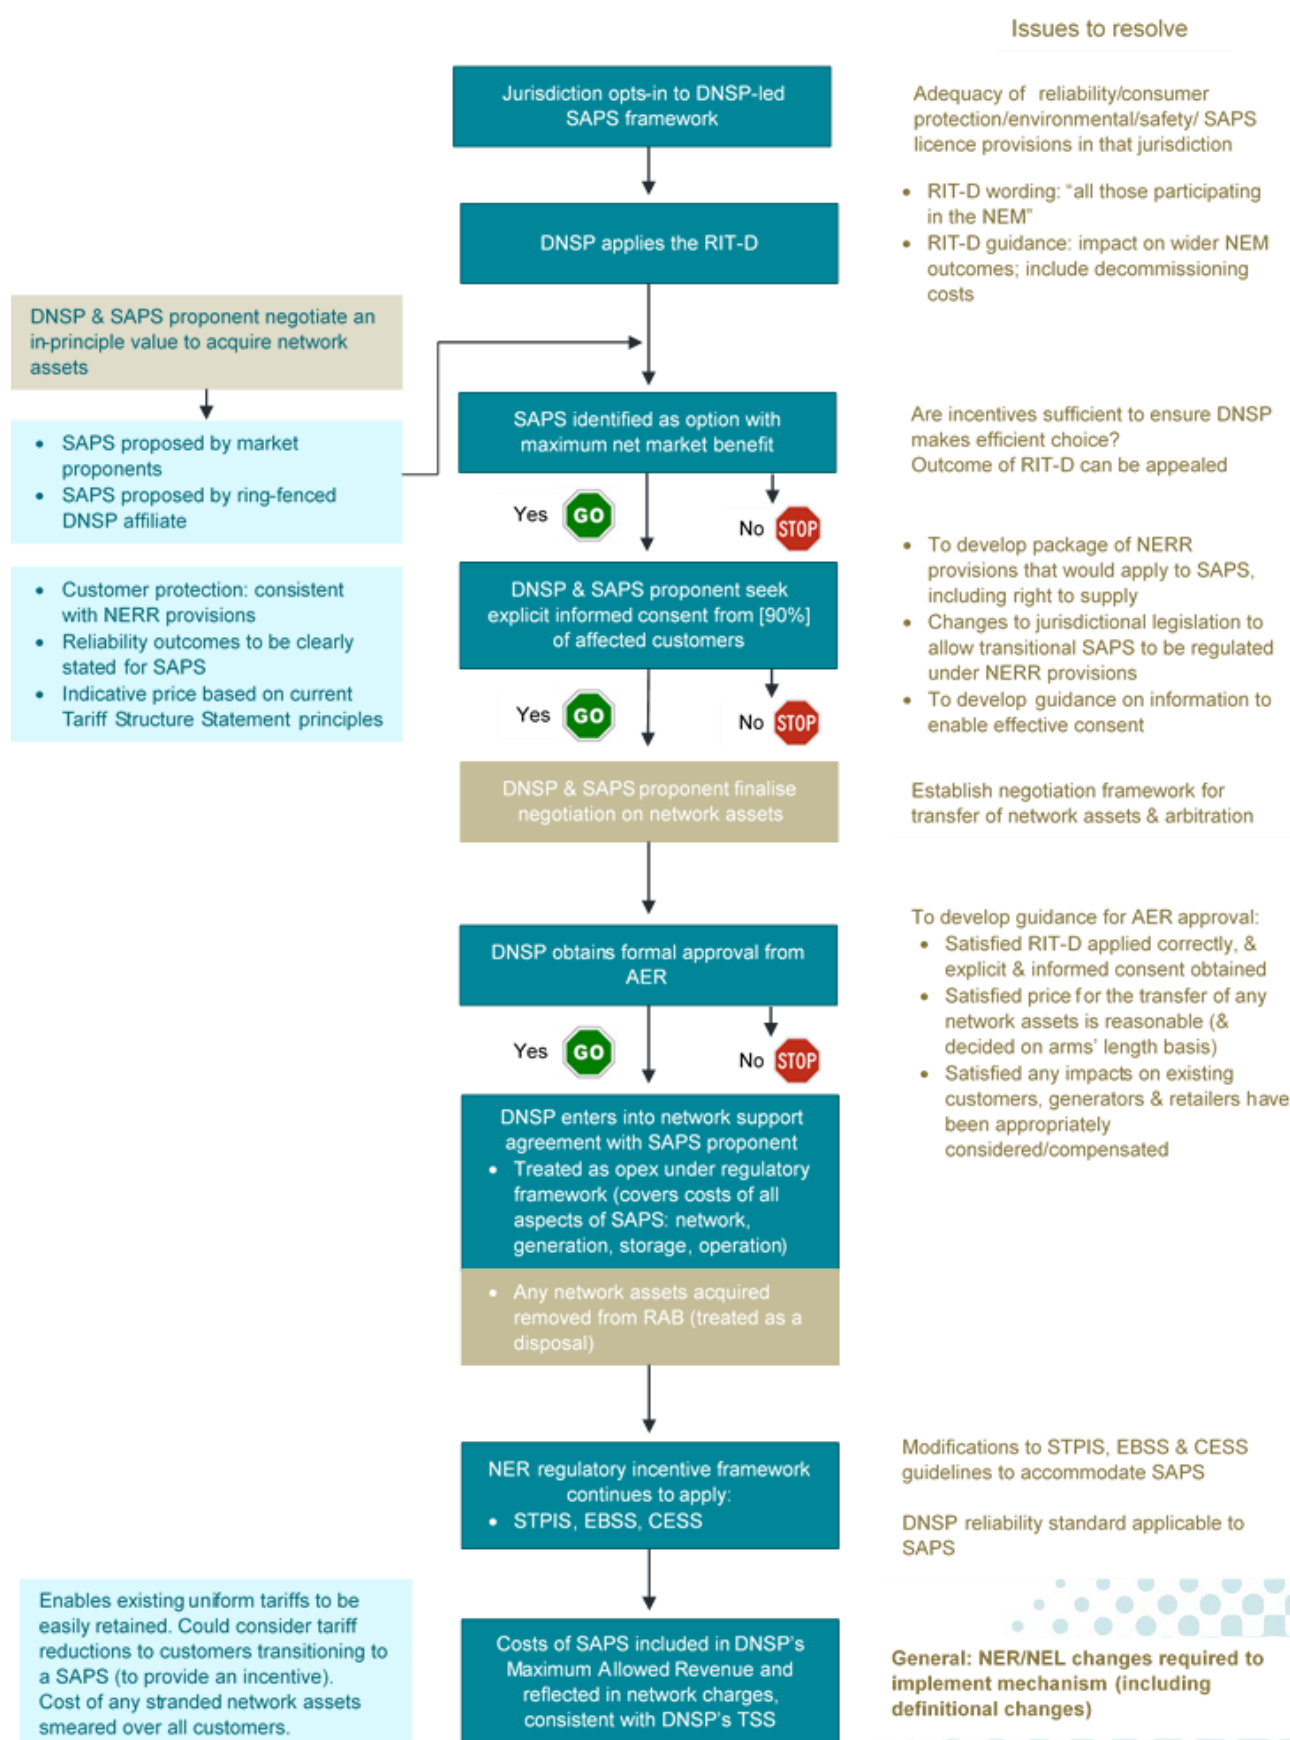 Issues to resolve
Jurisdiction opts-in to DNSP-led
SAPS framework
Adequacy of reliability/consumer
protection/environmental/safety/ SAPS
licence provisions in that jurisdiction
DNSP applies the RIT-D
• RIT-D wording: “all those participating
in the NEM”
• RIT-D guidance: impact on wider NEM
outcomes; include decommissioning
costs
DNSP & SAPS proponent negotiate an
in-principle value to acquire network
assets
• SAPS proposed by market
proponents
• SAPS proposed by ring-fenced
DNSP affiliate
SAPS identified as option with
maximum net market benefit
Are incentives sufficient to ensure DNSP
makes efficient choice?
Outcome of RIT-D can be appealed
Yes GO
No STOP
• Customer protection: consistent
with NERR provisions
• Reliability outcomes to be clearly
stated for SAPS
• Indicative price based on current
Tariff Structure Statement principles
DNSP & SAPS proponent seek
explicit informed consent from [90%]
of affected customers
• To develop package of NERR
provisions that would apply to SAPS,
including right to supply
• Changes to jurisdictional legislation to
allow transitional SAPS to be regulated
under NERR provisions
• To develop guidance on information to
enable effective consent
Yes GO
No STOP
DNSP & SAPS proponent finalise
negotiation on network assets
Establish negotiation framework for
transfer of network assets & arbitration
DNSP obtains formal approval from
AER
To develop guidance for AER approval:
• Satisfied RIT-D applied correctly, &
explicit & informed consent obtained
• Satisfied price for the transfer of any
network assets is reasonable (&
decided on arms’ length basis)
• Satisfied any impacts on existing
customers, generators & retailers have
been appropriately
considered/compensated
Yes GO
No STOP
DNSP enters into network support
agreement with SAPS proponent
• Treated as opex under regulatory
framework (covers costs of all
aspects of SAPS: network,
generation, storage, operation)
• Any network assets acquired
removed from RAB (treated as a
disposal)
NER regulatory incentive framework
continues to apply:
• STPIS, EBSS, CESS
Modifications to STPIS, EBSS & CESS
guidelines to accommodate SAPS
DNSP reliability standard applicable to
SAPS
Enables existing uniform tariffs to be
easily retained. Could consider tariff
reductions to customers transitioning to
a SAPS (to provide an incentive).
Cost of any stranded network assets
smeared over all customers.
Costs of SAPS included in DNSP’s
Maximum Allowed Revenue and
reflected in network charges,
consistent with DNSP’s TSS
General: NER/NEL changes required to
implement mechanism (including
definitional changes)